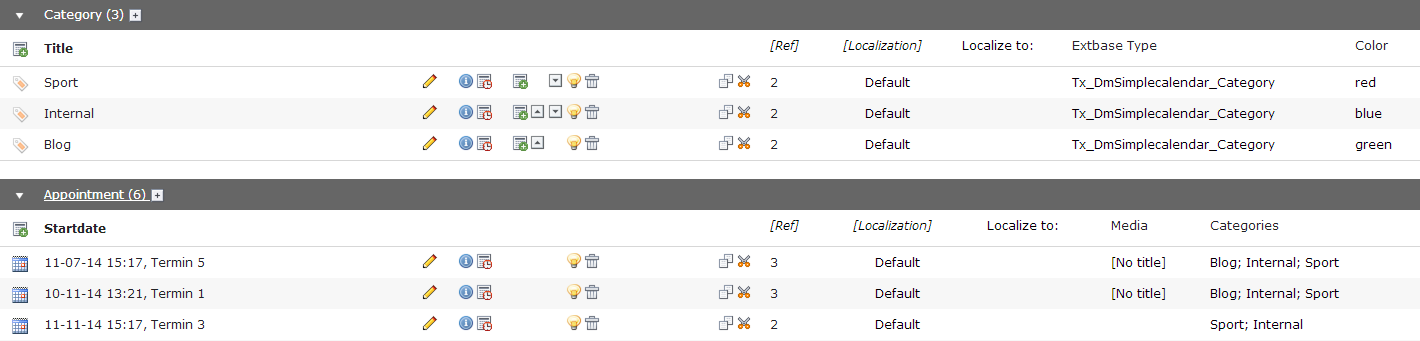 Category (3)
Title [Ref] [Localization] Localize to: Extbase Type Color
Sport 2 Default Tx_DmSimplecalendar_Category red
Internal 2 Default Tx_DmSimplecalendar_Category blue
Blog 2 Default Tx_DmSimplecalendar_Category green
Appointment (6)
Startdate [Ref] [Localization] Localize to: Media Categories
11-07-14 15:17, Termin 5 3 Default [No title] Blog; Internal; Sport
10-11-14 13:21, Termin 1 3 Default [No title] Blog; Internal; Sport
11-11-14 15:17, Termin 3 2 Default Sport; Internal